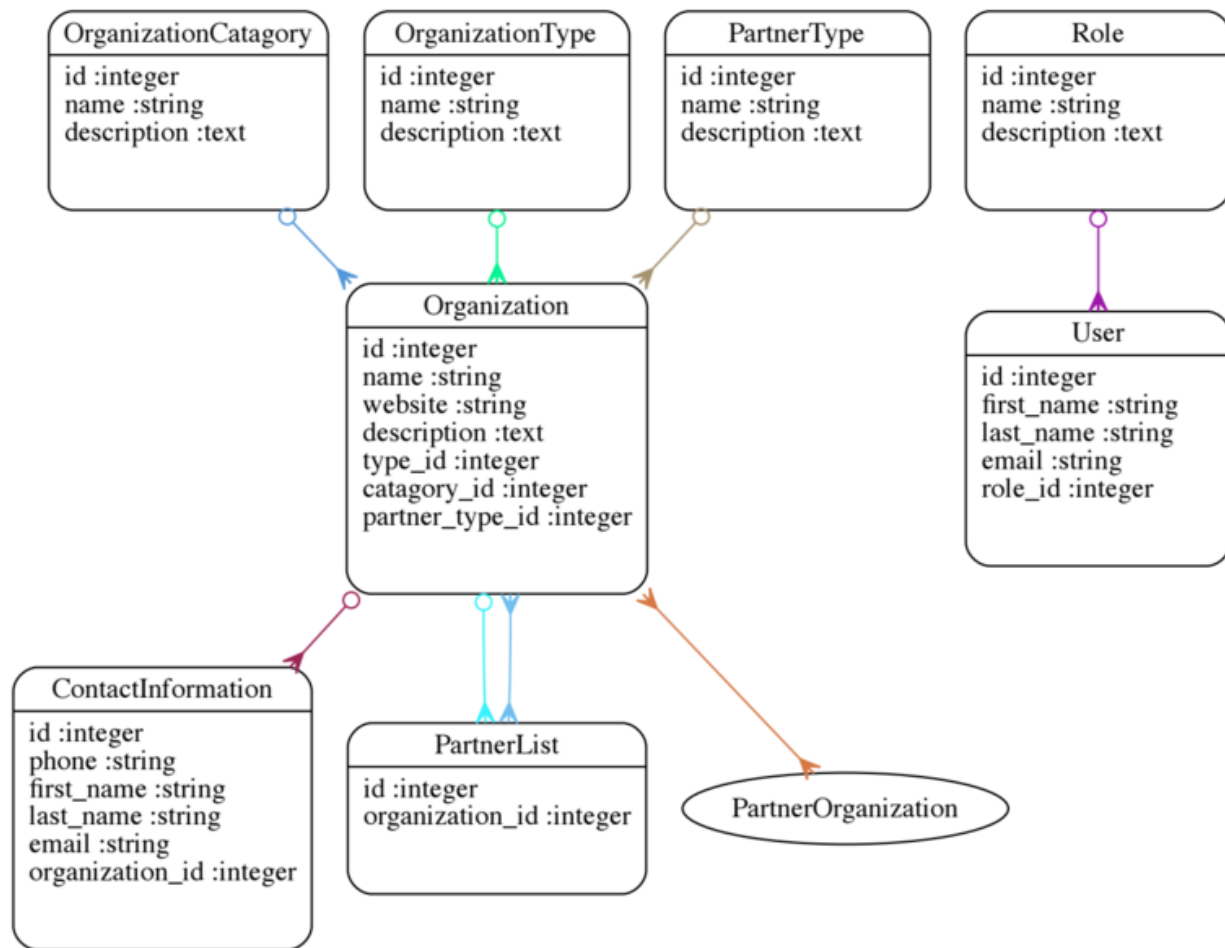 OrganizationCatagory
id :integer
name :string
description :text
OrganizationType
id :integer
name :string
description :text
PartnerType
id :integer
name :string
description :text
Role
id :integer
name :string
description :text
Organization
id :integer
name :string
website :string
description :text
type_id :integer
catagory_id :integer
partner_type_id :integer
User
id :integer
first_name :string
last_name :string
email :string
role_id :integer
ContactInformation
id :integer
phone :string
first_name :string
last_name :string
email :string
organization_id :integer
PartnerList
id :integer
organization_id :integer
PartnerOrganization